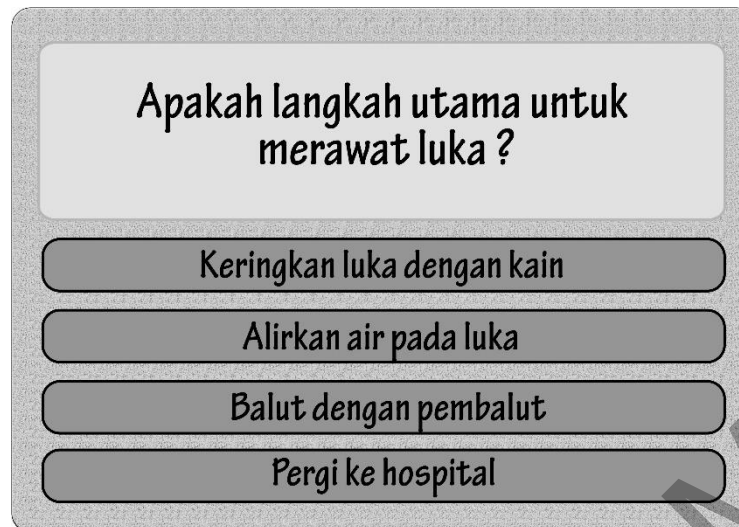 Apakah langkah utama untuk
merawat luka ?
Keringkan luka dengan kain
Alirkan air pada luka
Balut dengan pembalut
Pergi ke hospital